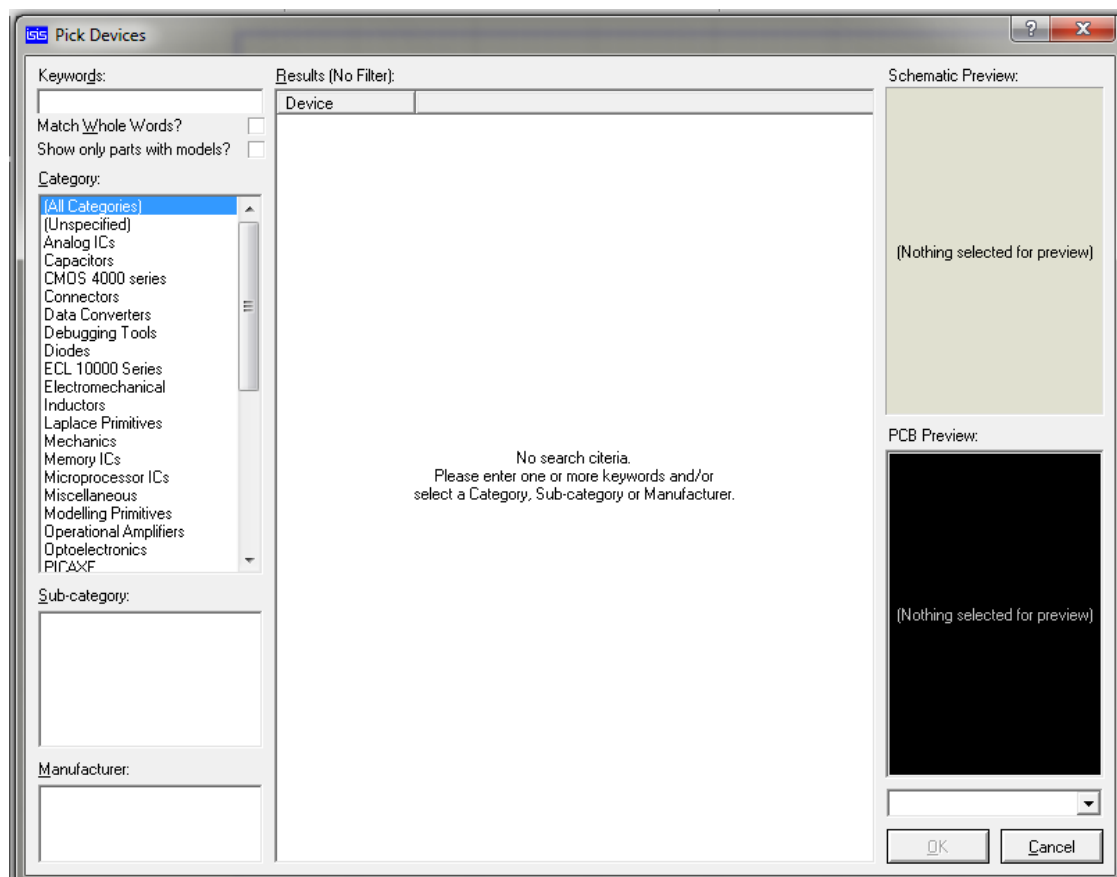 isis Pick Devices
Keywords:
Match Whole Words?
Show only parts with models?
Category:
(All Categories)
(Unspecified)
Analog ICs
Capacitors
CMOS 4000 series
Connectors
Data Converters
Debugging Tools
Diodes
ECL 10000 Series
Electromechanical
Inductors
Laplace Primitives
Mechanics
Memory ICs
Microprocessor ICs
Miscellaneous
Modelling Primitives
Operational Amplifiers
Optoelectronics
PICAXE
Sub-category:
Manufacturer:
Results (No Filter):
Device
No search citeria.
Please enter one or more keywords and/or
select a Category, Sub-category or Manufacturer.
Schematic Preview:
(Nothing selected for preview)
PCB Preview:
(Nothing selected for preview)
OK
Cancel